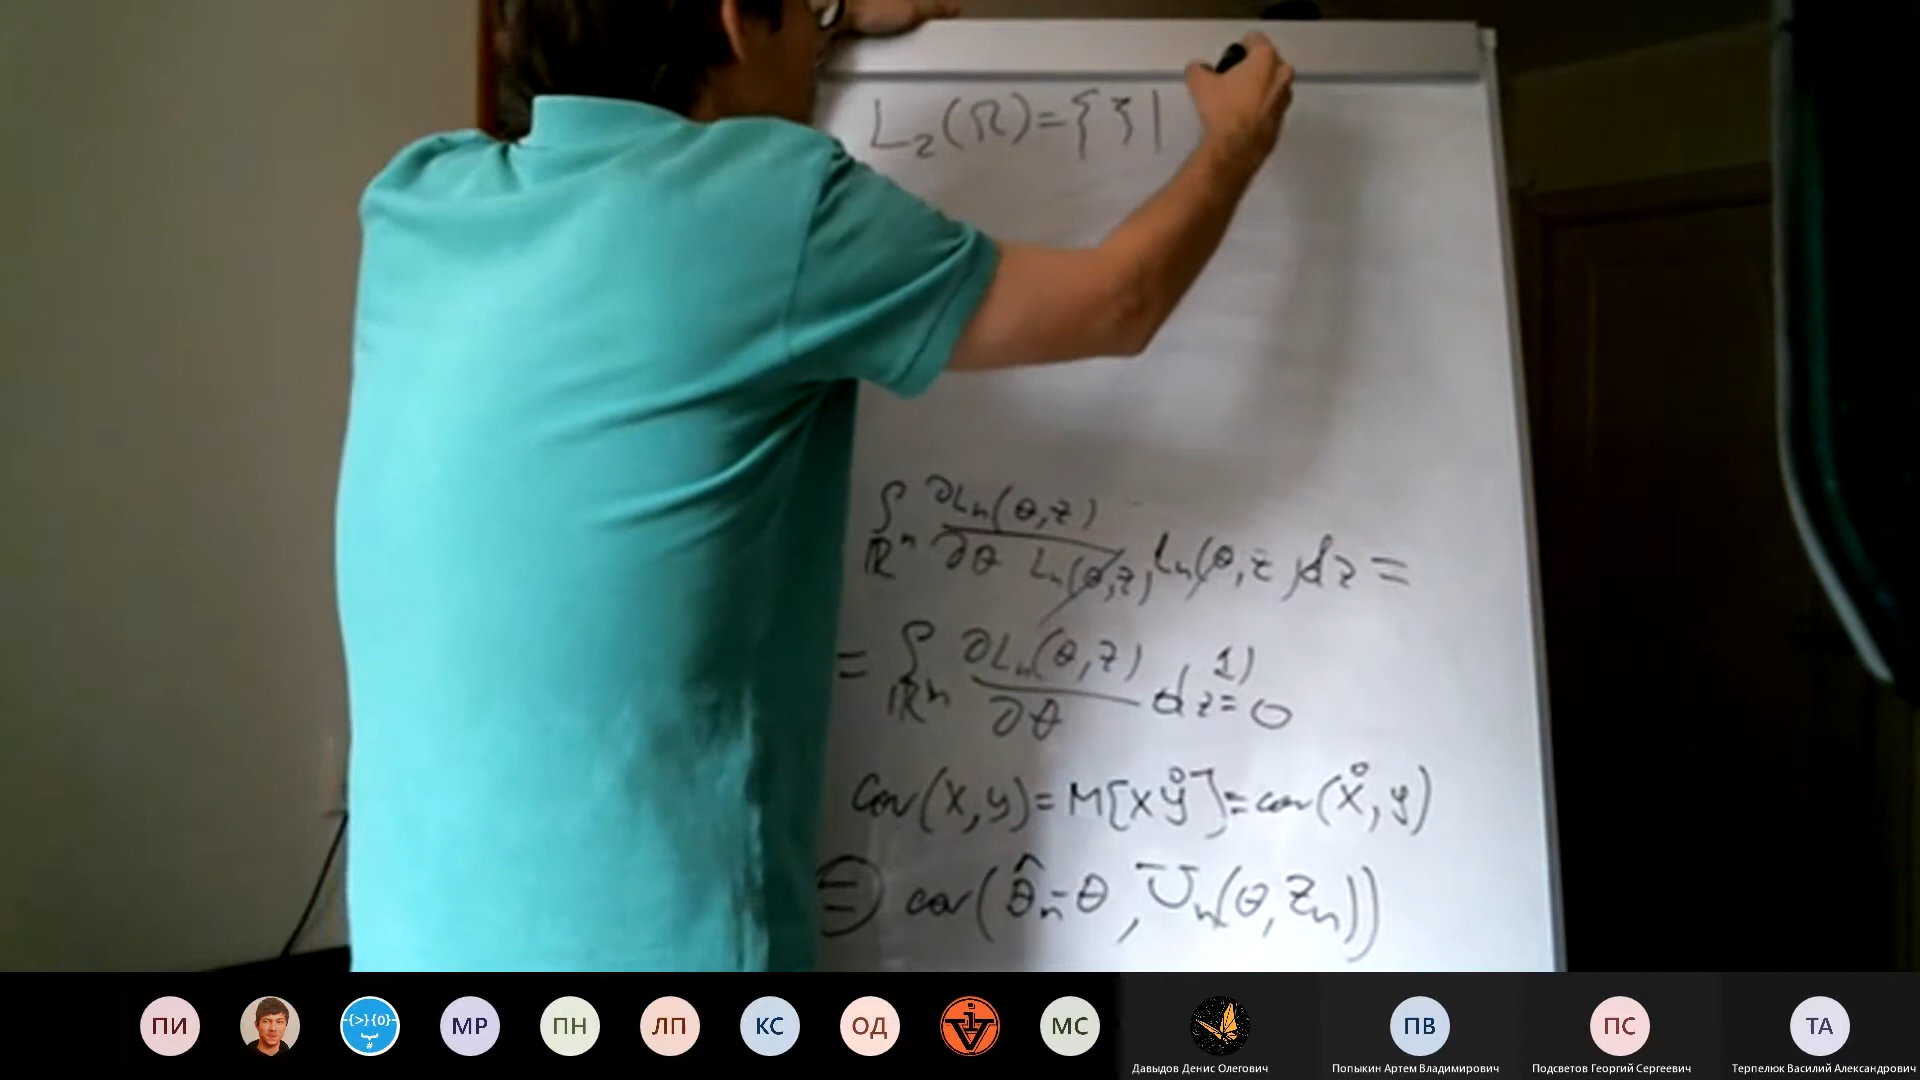 L₂(Ω)={ξ|
∫_{ℝⁿ} ∂Lₙ(θ,z)/∂θ Lₙ(θ,z) Lₙ(θ,z)dz =
= ∫_{ℝⁿ} ∂Lₙ(θ,z)/∂θ dz =¹⁾ 0
cov(X,y)=M[Xẙ]=cov(X̊,y)
⊜ cov(θ̂ₙ-θ, Uₙ(θ,Zₙ))
ПИ
{>}{0}
#
МР
ПН
ЛП
КС
ОД
МС
ПВ
ПС
ТА
Давыдов Денис Олегович
Попыкин Артем Владимирович
Подсветов Георгий Сергеевич
Терпелюк Василий Александрович